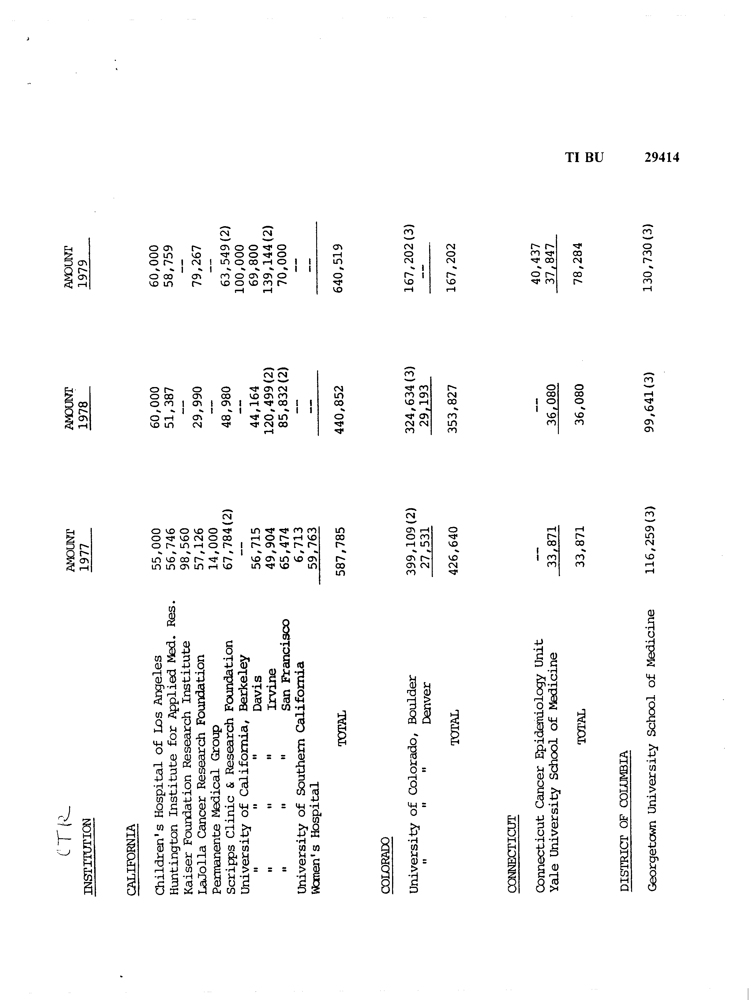 CTR
INSTITUTION AMOUNT 1977 AMOUNT 1978 AMOUNT 1979
CALIFORNIA
Children's Hospital of Los Angeles 55,000 60,000 60,000
Huntington Institute for Applied Med. Res. 56,746 51,387 58,759
Kaiser Foundation Research Institute 98,560 -- --
LaJolla Cancer Research Foundation 57,126 29,990 79,267
Permanente Medical Group 14,000 -- --
Scripps Clinic & Research Foundation 67,784(2) 48,980 63,549(2)
University of California, Berkeley -- -- 100,000
" " " Davis 56,715 44,164 69,800
" " " Irvine 49,904 120,499(2) 139,144(2)
" " " San Francisco 65,474 85,832(2) 70,000
University of Southern California 6,713 -- --
Women's Hospital 59,763 -- --
TOTAL 587,785 440,852 640,519
COLORADO
University of Colorado, Boulder 399,109(2) 324,634(3) 167,202(3)
" " " Denver 27,531 29,193 --
TOTAL 426,640 353,827 167,202
CONNECTICUT
Connecticut Cancer Epidemiology Unit -- -- 40,437
Yale University School of Medicine 33,871 36,080 37,847
TOTAL 33,871 36,080 78,284
DISTRICT OF COLUMBIA
Georgetown University School of Medicine 116,259(3) 99,641(3) 130,730(3)
TI BU 29414